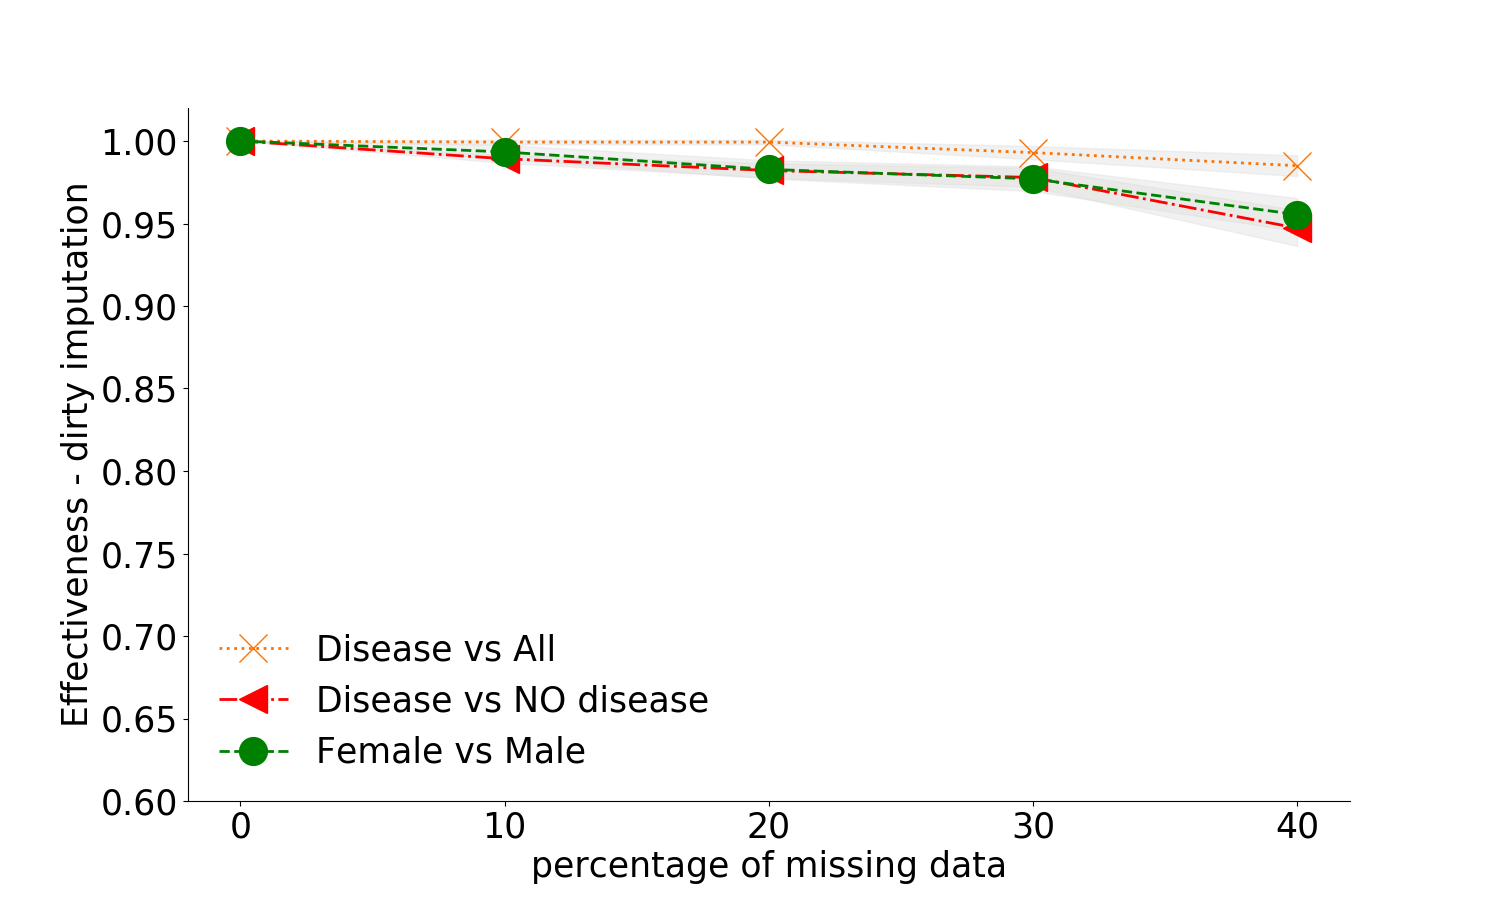 Effectiveness - dirty imputation
1.00
0.95
0.90
0.85
0.80
0.75
0.70
0.65
0.60
Disease vs All
Disease vs NO disease
Female vs Male
0 10 20 30 40
percentage of missing data